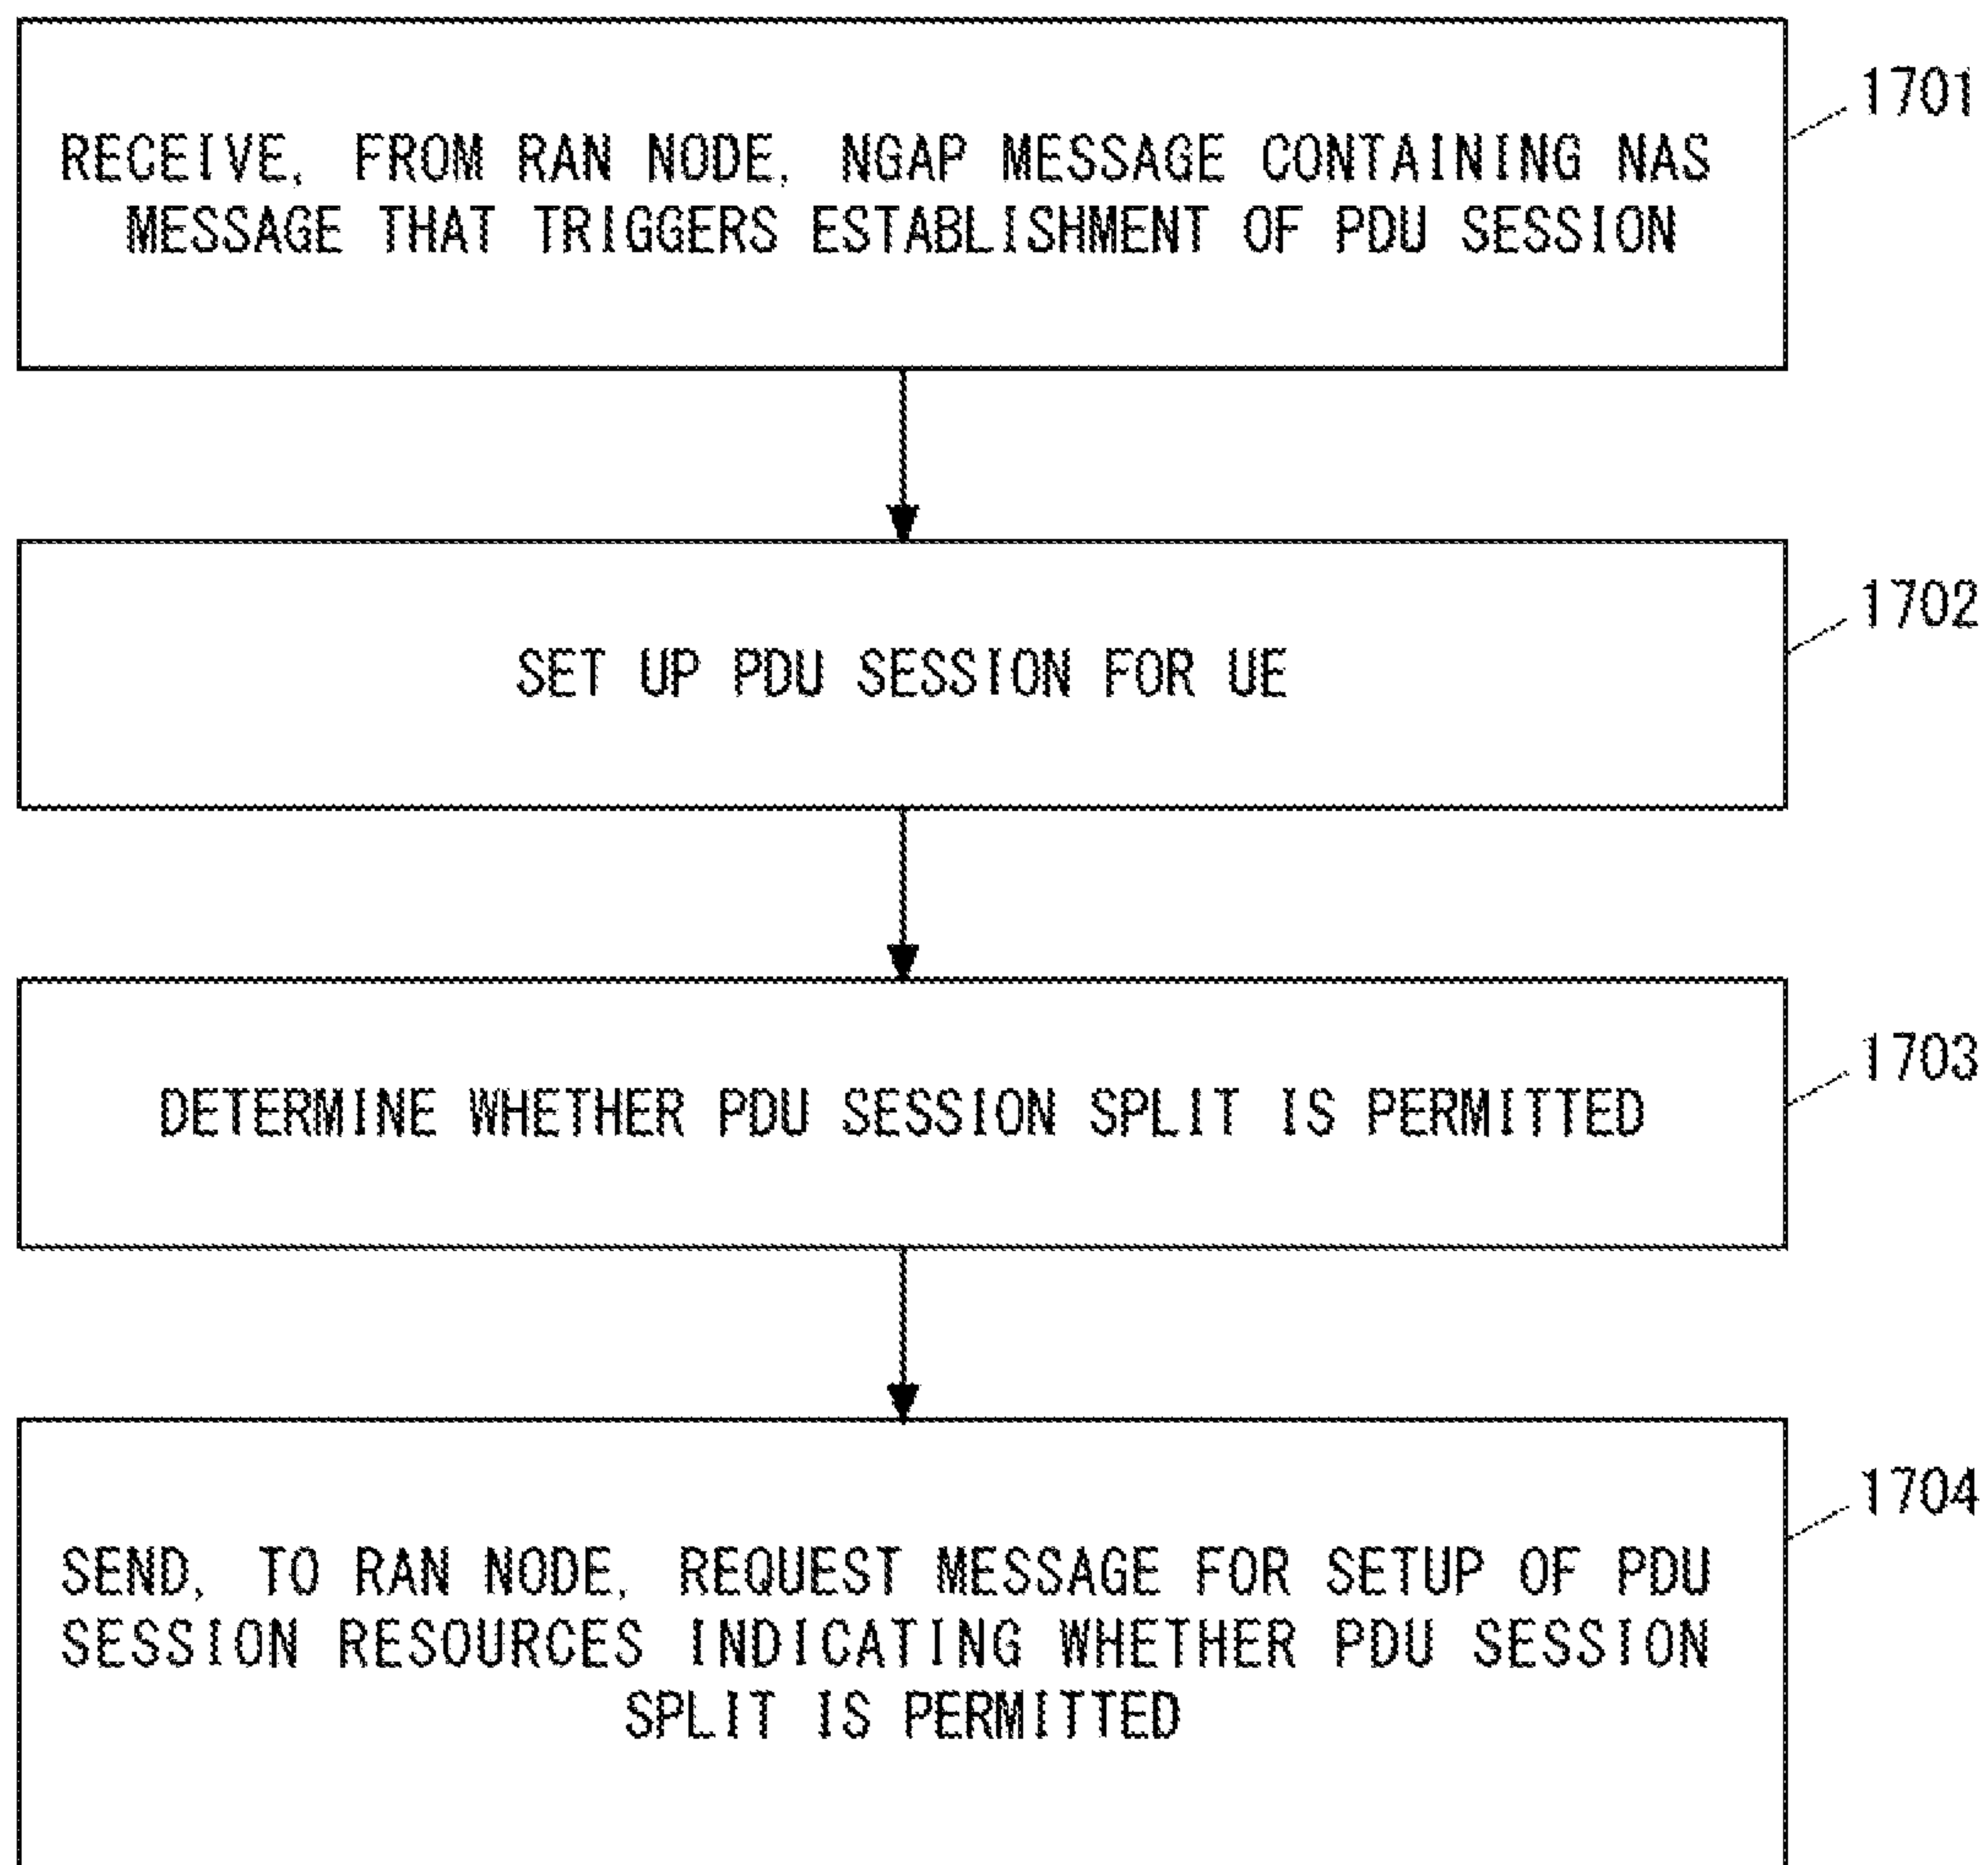 1701
RECEIVE, FROM RAN NODE, NGAP MESSAGE CONTAINING NAS
MESSAGE THAT TRIGGERS ESTABLISHMENT OF PDU SESSION
1702
SET UP PDU SESSION FOR UE
1703
DETERMINE WHETHER PDU SESSION SPLIT IS PERMITTED
1704
SEND, TO RAN NODE, REQUEST MESSAGE FOR SETUP OF PDU
SESSION RESOURCES INDICATING WHETHER PDU SESSION
SPLIT IS PERMITTED